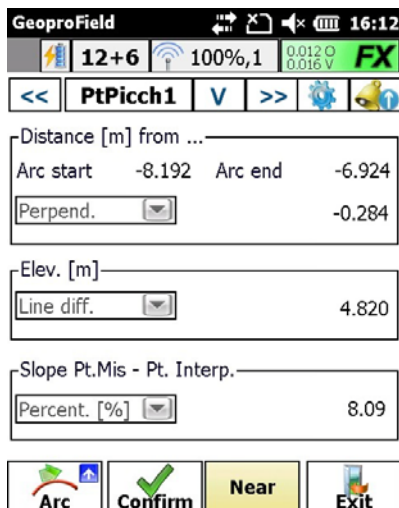 GeoproField 16:12
12+6 100%,1 0.012 O 0.016 V FX
<< PtPicch1 V >>
Distance [m] from ...
Arc start -8.192 Arc end -6.924
Perpend. -0.284
Elev. [m]
Line diff. 4.820
Slope Pt.Mis - Pt. Interp.
Percent. [%] 8.09
Arc Confirm Near Exit